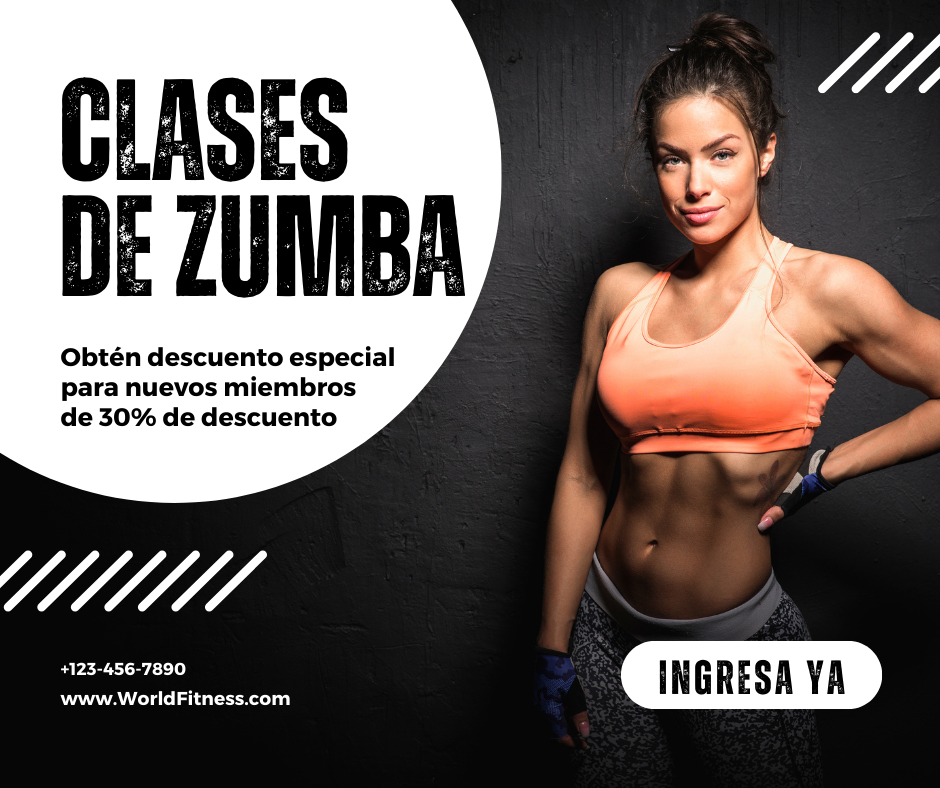 CLASES
DE ZUMBA
Obtén descuento especial
para nuevos miembros
de 30% de descuento
+123-456-7890
www.WorldFitness.com
INGRESA YA